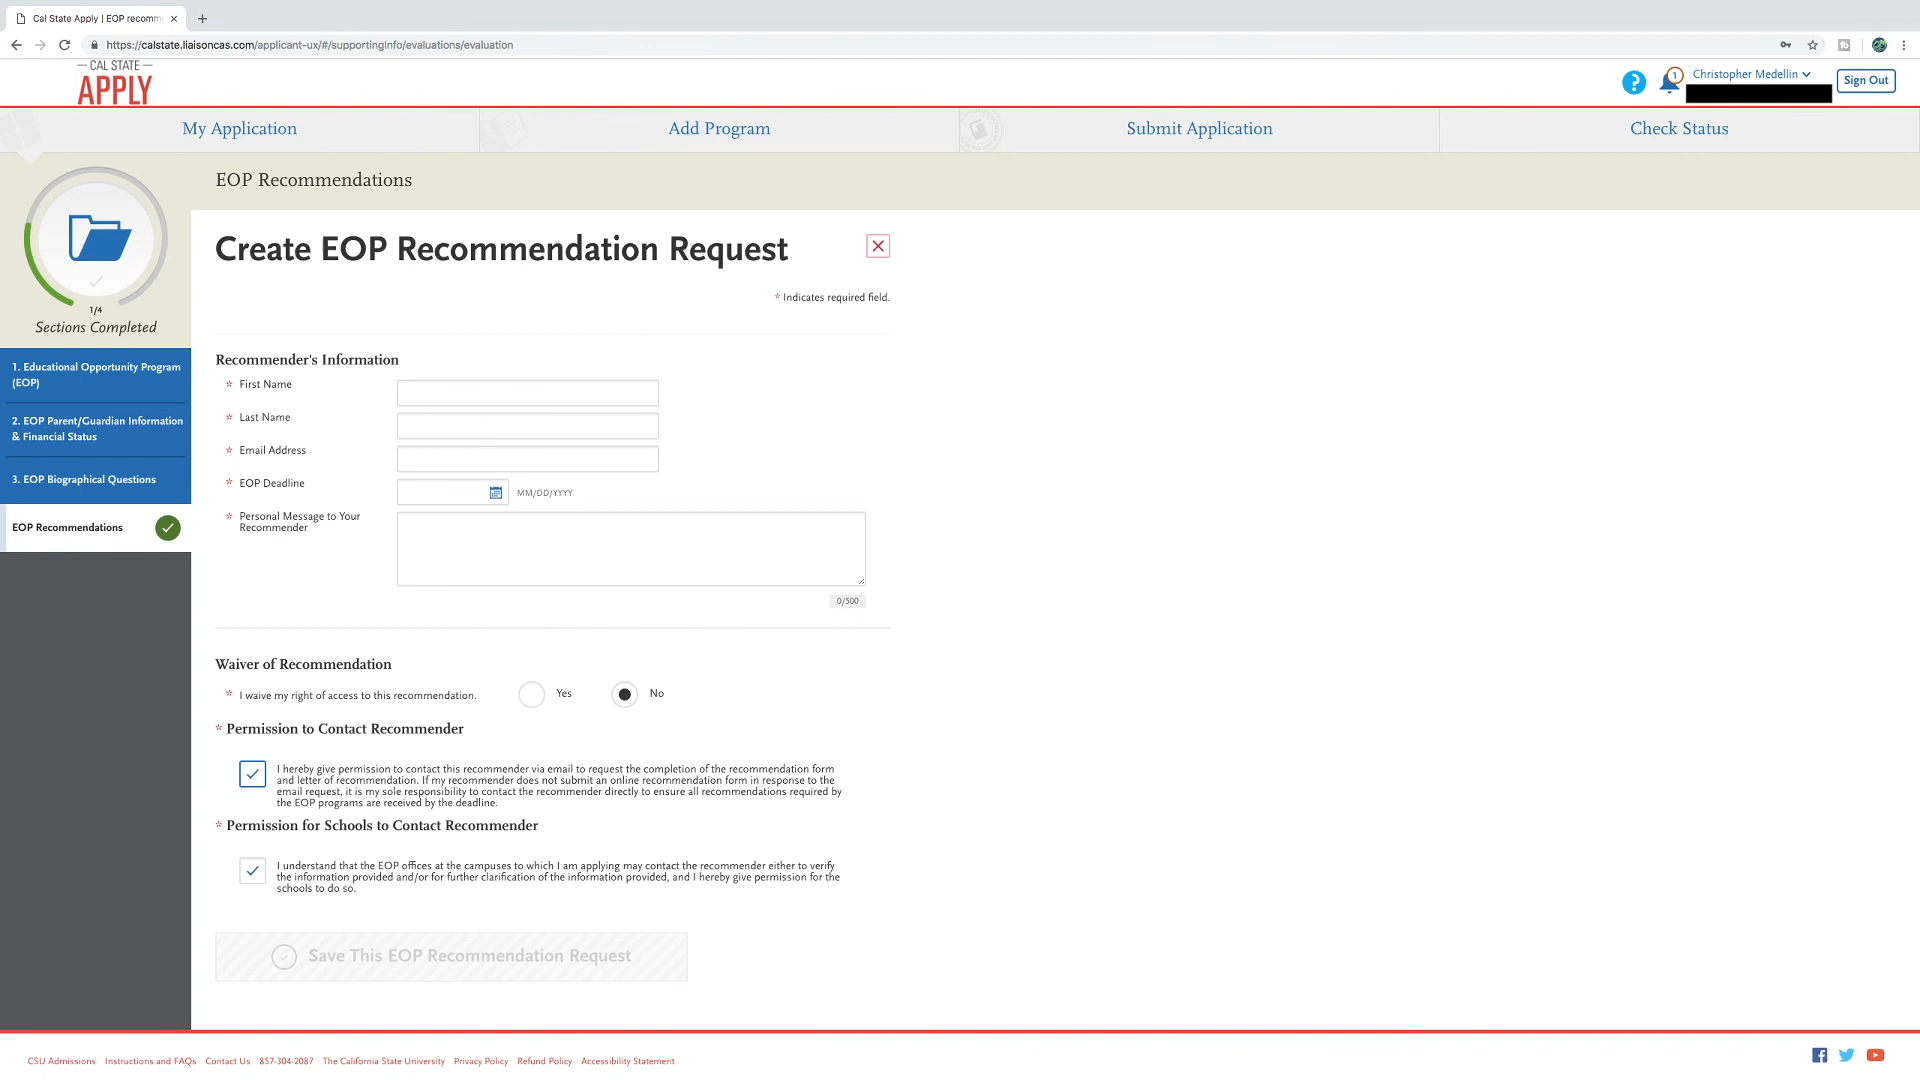 Cal State Apply | EOP recomm
https://calstate.liaisoncas.com/applicant-ux/#/supportingInfo/evaluations/evaluation
CAL STATE
APPLY
?
1
Christopher Medellin
Sign Out
My Application
Add Program
Submit Application
Check Status
EOP Recommendations
1/4
Sections Completed
1. Educational Opportunity Program
(EOP)
2. EOP Parent/Guardian Information
& Financial Status
3. EOP Biographical Questions
EOP Recommendations
Create EOP Recommendation Request
* Indicates required field.
Recommender's Information
* First Name
* Last Name
* Email Address
* EOP Deadline
MM/DD/YYYY
* Personal Message to Your
Recommender
0/500
Waiver of Recommendation
* I waive my right of access to this recommendation.
Yes
No
* Permission to Contact Recommender
I hereby give permission to contact this recommender via email to request the completion of the recommendation form
and letter of recommendation. If my recommender does not submit an online recommendation form in response to the
email request, it is my sole responsibility to contact the recommender directly to ensure all recommendations required by
the EOP programs are received by the deadline.
* Permission for Schools to Contact Recommender
I understand that the EOP offices at the campuses to which I am applying may contact the recommender either to verify
the information provided and/or for further clarification of the information provided, and I hereby give permission for the
schools to do so.
Save This EOP Recommendation Request
CSU Admissions
Instructions and FAQs
Contact Us
857-304-2087
The California State University
Privacy Policy
Refund Policy
Accessibility Statement